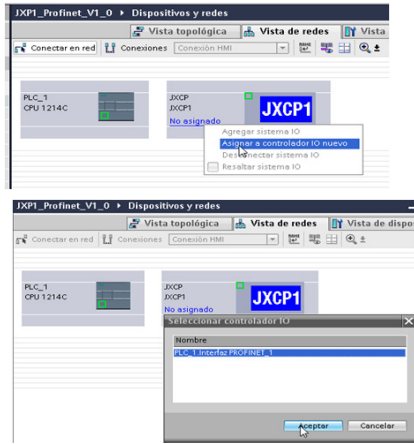 JXP1_Profinet_V1_0 ▸ Dispositivos y redes
Vista topológica Vista de redes Vista
Conectar en red Conexiones Conexión HMI
PLC_1
CPU 1214C
JXCP
JXCP1
No asignado
JXCP1
Agregar sistema IO
Asignar a controlador IO nuevo
Desconectar sistema IO
Resaltar sistema IO
JXP1_Profinet_V1_0 ▸ Dispositivos y redes
Vista topológica Vista de redes Vista de dispo
Conectar en red Conexiones Conexión HMI
PLC_1
CPU 1214C
JXCP
JXCP1
No asignado
JXCP1
Seleccionar controlador IO
Nombre
PLC_1.Interfaz PROFINET_1
Aceptar Cancelar